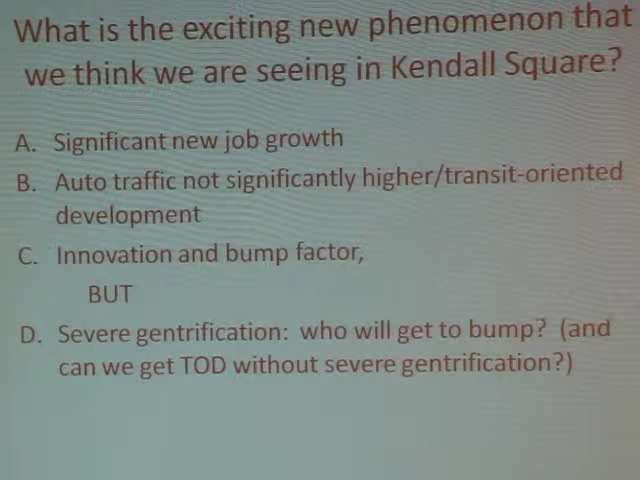 What is the exciting new phenomenon that
we think we are seeing in Kendall Square?
A. Significant new job growth
B. Auto traffic not significantly higher/transit-oriented
development
C. Innovation and bump factor,
BUT
D. Severe gentrification: who will get to bump? (and
can we get TOD without severe gentrification?)